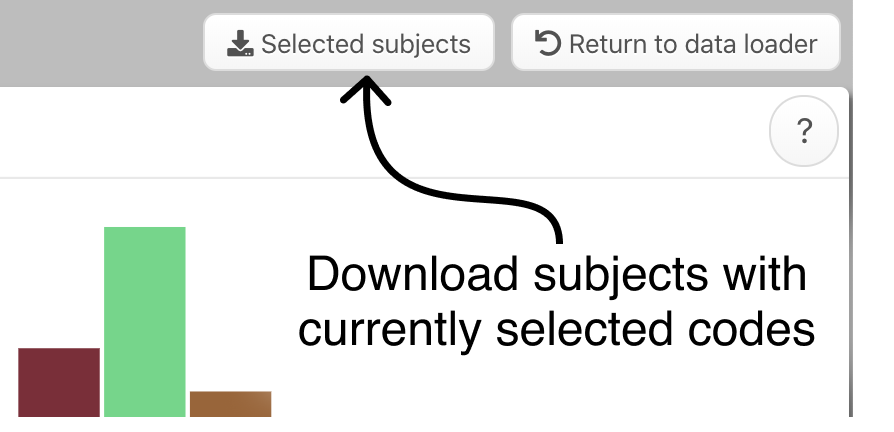 Selected subjects
Return to data loader
?
Download subjects with
currently selected codes